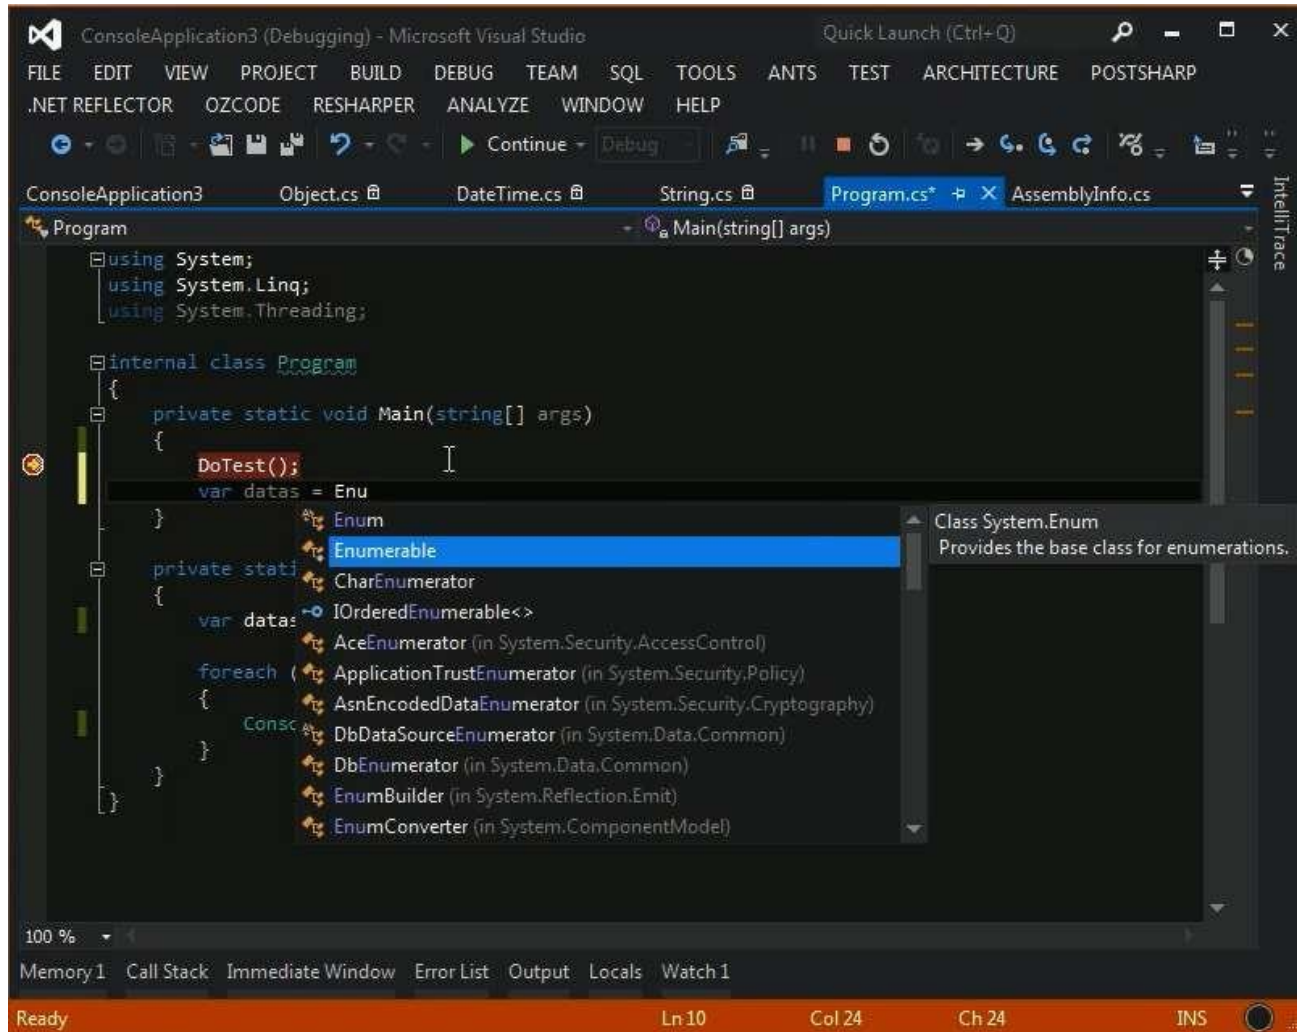 ConsoleApplication3 (Debugging) - Microsoft Visual Studio Quick Launch (Ctrl+Q)
FILE EDIT VIEW PROJECT BUILD DEBUG TEAM SQL TOOLS ANTS TEST ARCHITECTURE POSTSHARP
.NET REFLECTOR OZCODE RESHARPER ANALYZE WINDOW HELP
Continue Debug
ConsoleApplication3 Object.cs DateTime.cs String.cs Program.cs* AssemblyInfo.cs
IntelliTrace
Program Main(string[] args)
using System;
using System.Linq;
using System.Threading;
internal class Program
{
private static void Main(string[] args)
{
DoTest();
var datas = Enu
}
Enum
Class System.Enum
Enumerable
Provides the base class for enumerations.
private stati
CharEnumerator
{
IOrderedEnumerable<>
var datas
AceEnumerator (in System.Security.AccessControl)
foreach (
ApplicationTrustEnumerator (in System.Security.Policy)
{
AsnEncodedDataEnumerator (in System.Security.Cryptography)
Consc
DbDataSourceEnumerator (in System.Data.Common)
}
DbEnumerator (in System.Data.Common)
}
EnumBuilder (in System.Reflection.Emit)
}
EnumConverter (in System.ComponentModel)
100 %
Memory 1 Call Stack Immediate Window Error List Output Locals Watch 1
Ready Ln 10 Col 24 Ch 24 INS